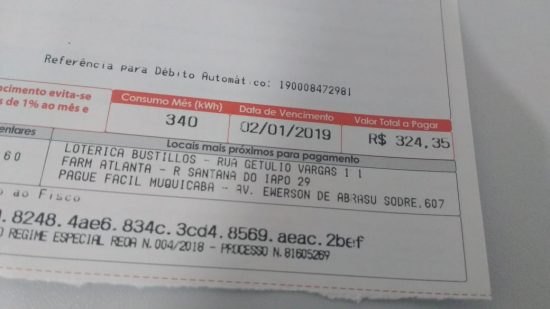 Referência para Débito Automático: 190008472981
ncimento evita-se
s de 1% ao mês e
Consumo Mês (kWh)
340
Data de Vencimento
02/01/2019
Valor Total a Pagar
R$ 324,35
entares
60
Locais mais próximos para pagamento
LOTERICA BUSTILLOS - RUA GETULIO VARGAS 1 1
FARM ATLANTA - R SANTANA DO IAPO 29
PAGUE FACIL MUQUICABA - AV. EWERSON DE ABRASU SODRE,607
o ao Fisco
.8248.4ae6.834c.3cd4.8569.aeac.2bef
O REGIME ESPECIAL REOA N.004/2018 - PROCESSO N.81605269